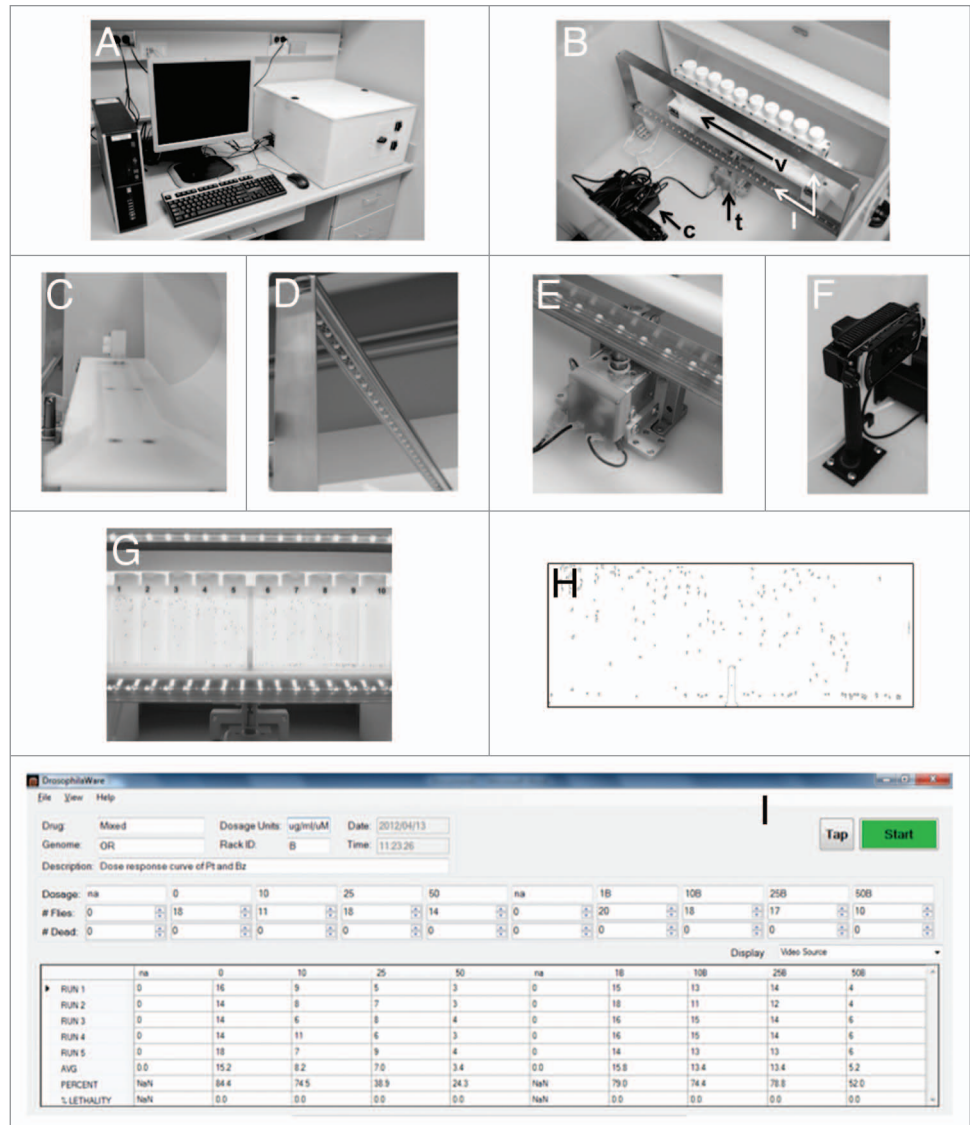 A
B
v
l
t
c
C
D
E
F
G
1 2 3 4 5 6 7 8 9 10
H
DrosophilaWare
File View Help
I
Drug: Mixed Dosage Units: ug/ml/uM Date: 2012/04/13
Tap Start
Genome: OR Rack ID: B Time: 11:23:26
Description: Dose response curve of Pt and Bz
Dosage: na 0 10 25 50 na 1B 10B 25B 50B
# Flies: 0 18 11 18 14 0 20 18 17 10
# Dead: 0 0 0 0 0 0 0 0 0 0
Display Video Source
na 0 10 25 50 na 1B 10B 25B 50B
RUN 1 0 16 9 5 3 0 15 13 14 4
RUN 2 0 14 8 7 3 0 18 11 12 4
RUN 3 0 14 6 8 4 0 16 15 14 6
RUN 4 0 14 11 6 3 0 16 15 14 6
RUN 5 0 18 7 9 4 0 14 13 13 6
AVG 0.0 15.2 8.2 7.0 3.4 0.0 15.8 13.4 13.4 5.2
PERCENT NaN 84.4 74.5 38.9 24.3 NaN 79.0 74.4 78.8 52.0
% LETHALITY NaN 0.0 0.0 0.0 0.0 NaN 0.0 0.0 0.0 0.0